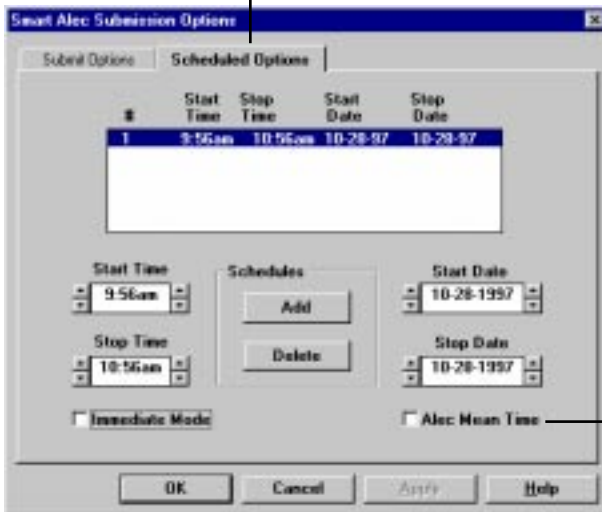 Smart Alec Submission Options
Submit Options Scheduled Options
# Start Time Stop Time Start Date Stop Date
1 9:56am 10:56am 10-28-97 10-28-97
Start Time Schedules Start Date
9:56am Add 10-28-1997
Stop Time Delete Stop Date
10:56am 10-28-1997
Immediate Mode Alec Mean Time
OK Cancel Apply Help